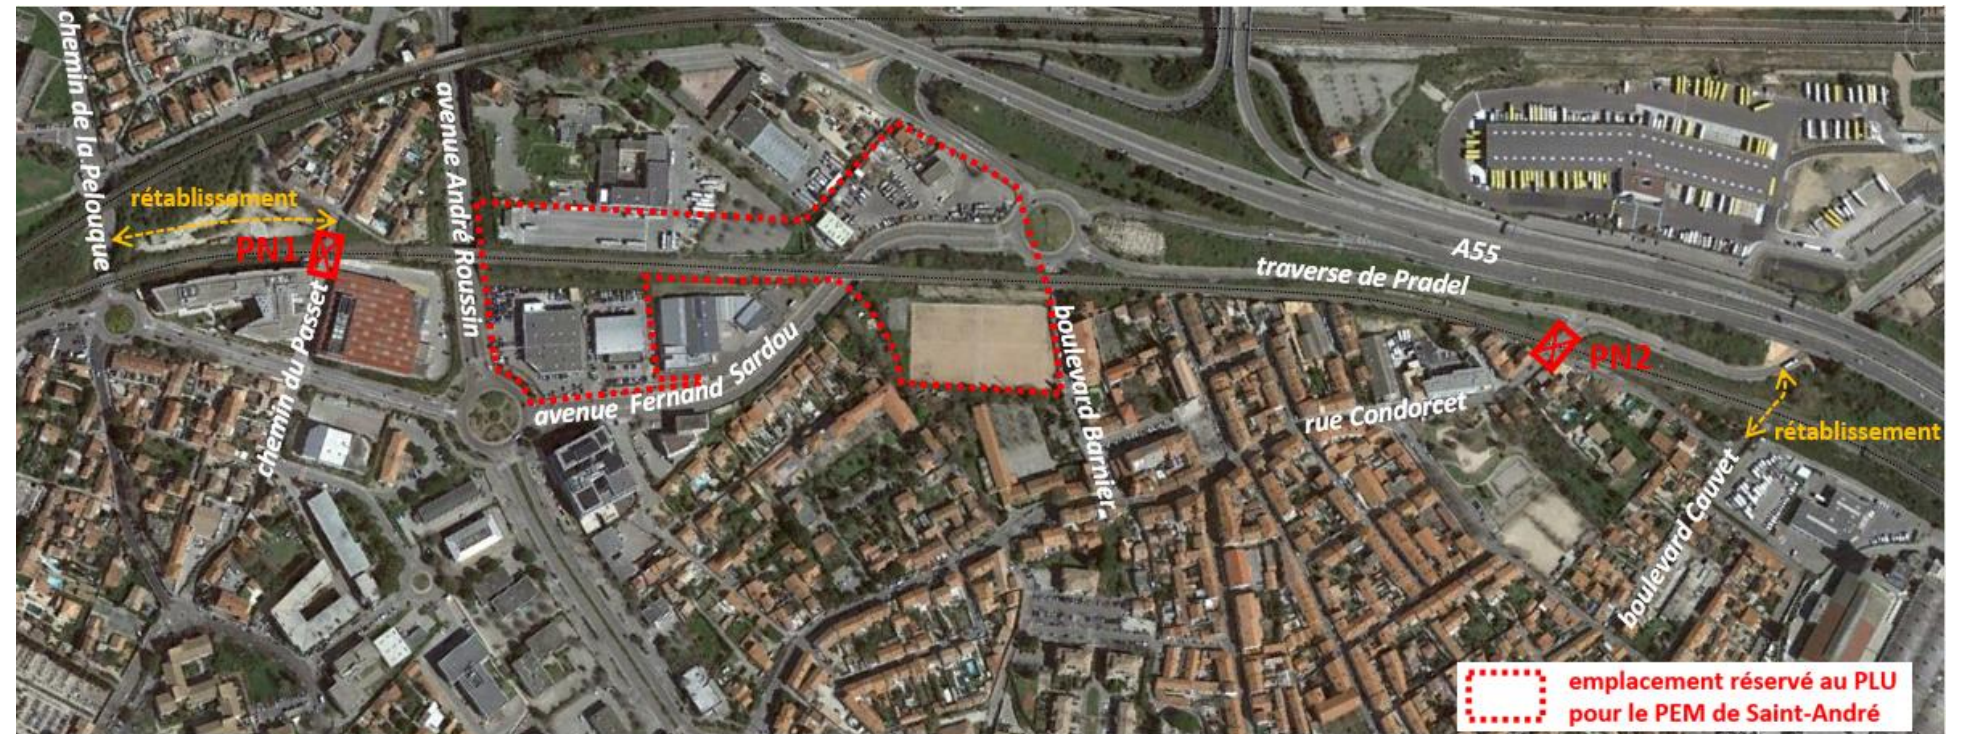 chemin de la Pelouque
rétablissement
PN1
chemin du Passet
avenue André Roussin
avenue Fernand Sardou
boulevard Barnier
A55
traverse de Pradel
PN2
rue Condorcet
rétablissement
boulevard Cauvet
emplacement réservé au PLU
pour le PEM de Saint-André